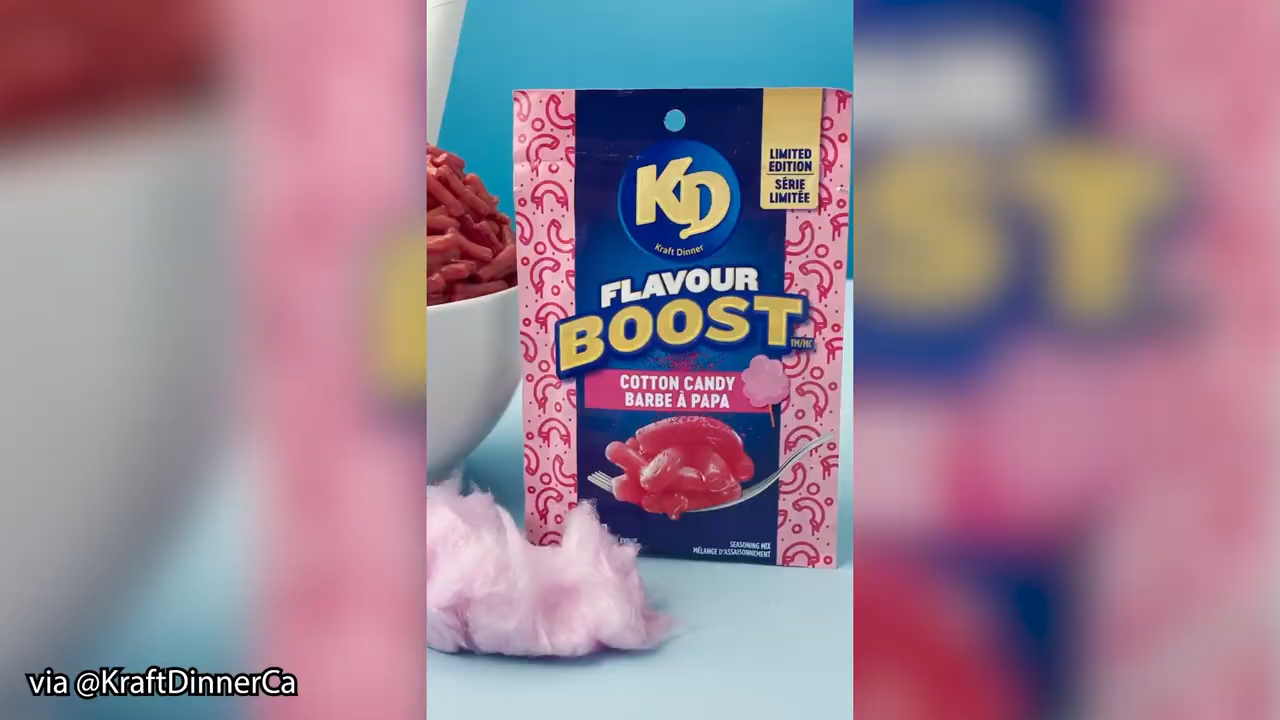 LIMITED
EDITION
SÉRIE
LIMITÉE
KD
Kraft Dinner
FLAVOUR
BOOST
TM/MC
COTTON CANDY
BARBE À PAPA
SEASONING MIX
MÉLANGE D'ASSAISONNEMENT
via @KraftDinnerCa